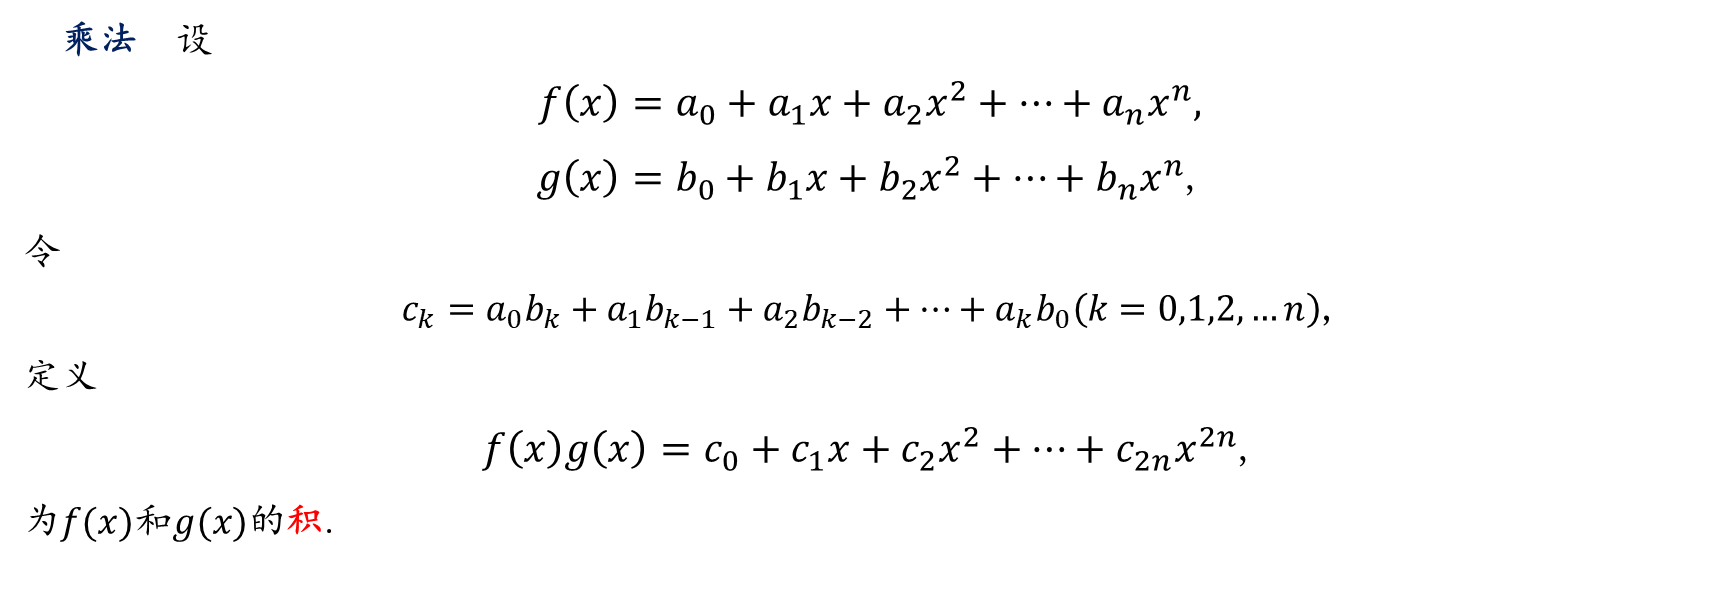 乘法 设
f(x) = a₀ + a₁x + a₂x² + ⋯ + aₙxⁿ,
g(x) = b₀ + b₁x + b₂x² + ⋯ + bₙxⁿ,
令
cₖ = a₀bₖ + a₁bₖ₋₁ + a₂bₖ₋₂ + ⋯ + aₖb₀(k = 0,1,2, … n),
定义
f(x)g(x) = c₀ + c₁x + c₂x² + ⋯ + c₂ₙx²ⁿ,
为f(x)和g(x)的积.